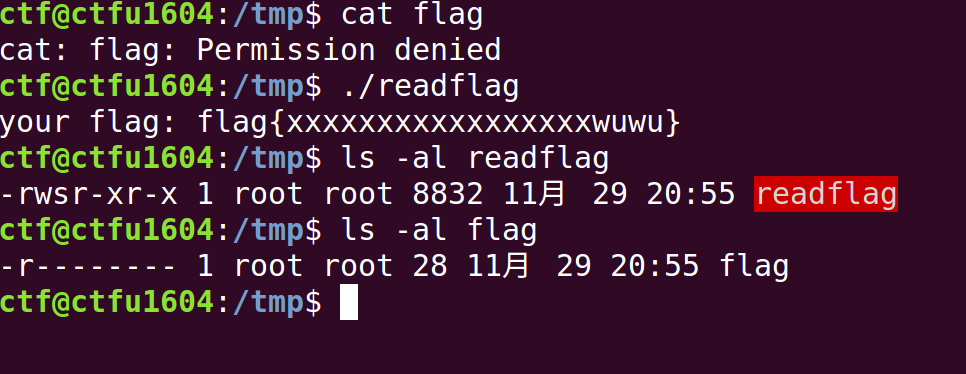 ctf@ctfu1604:/tmp$ cat flag
cat: flag: Permission denied
ctf@ctfu1604:/tmp$ ./readflag
your flag: flag{xxxxxxxxxxxxxxxxxwuwu}
ctf@ctfu1604:/tmp$ ls -al readflag
-rwsr-xr-x 1 root root 8832 11月 29 20:55 readflag
ctf@ctfu1604:/tmp$ ls -al flag
-r-------- 1 root root 28 11月 29 20:55 flag
ctf@ctfu1604:/tmp$